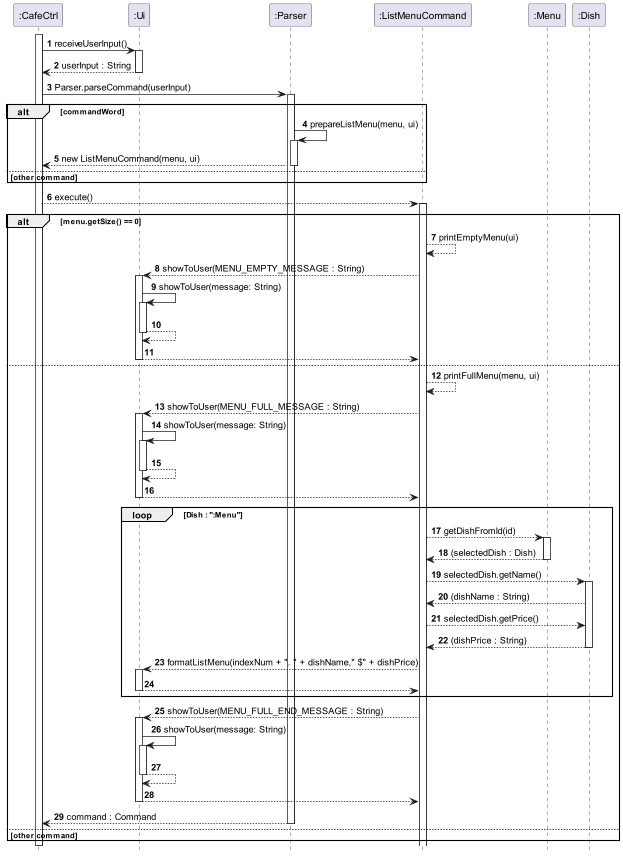 :CafeCtrl :Ui :Parser :ListMenuCommand :Menu :Dish
1 receiveUserInput()
2 userInput : String
3 Parser.parseCommand(userInput)
alt [commandWord]
4 prepareListMenu(menu, ui)
5 new ListMenuCommand(menu, ui)
[other command]
6 execute()
alt [menu.getSize() == 0]
7 printEmptyMenu(ui)
8 showToUser(MENU_EMPTY_MESSAGE : String)
9 showToUser(message: String)
10
11
12 printFullMenu(menu, ui)
13 showToUser(MENU_FULL_MESSAGE : String)
14 showToUser(message: String)
15
16
loop [Dish : ":Menu"]
17 getDishFromId(id)
18 (selectedDish : Dish)
19 selectedDish.getName()
20 (dishName : String)
21 selectedDish.getPrice()
22 (dishPrice : String)
23 formatListMenu(indexNum + ". " + dishName," $" + dishPrice)
24
25 showToUser(MENU_FULL_END_MESSAGE : String)
26 showToUser(message: String)
27
28
29 command : Command
[other command]